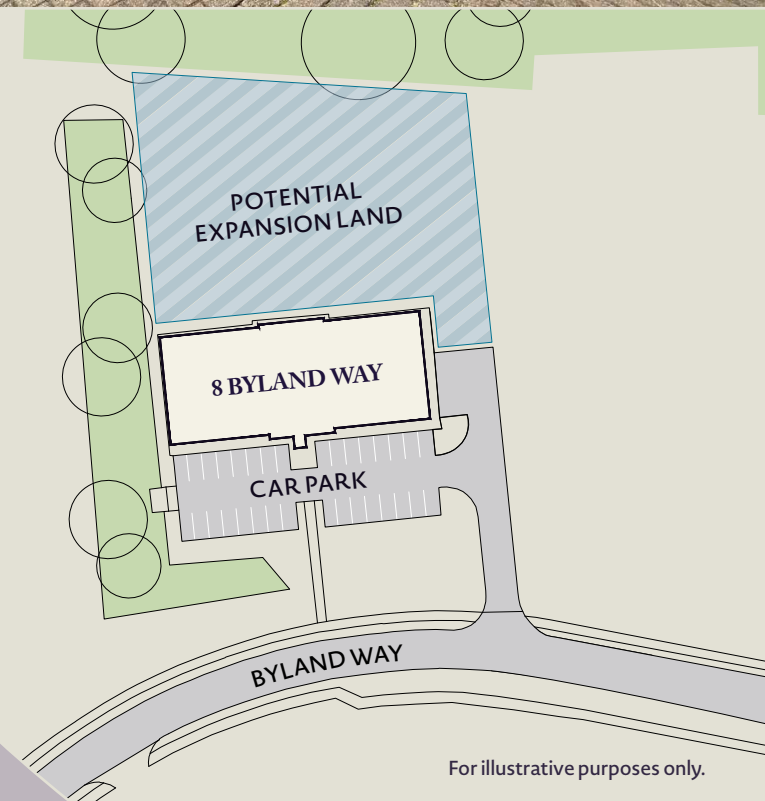 POTENTIAL
EXPANSION LAND
8 BYLAND WAY
CAR PARK
BYLAND WAY
For illustrative purposes only.